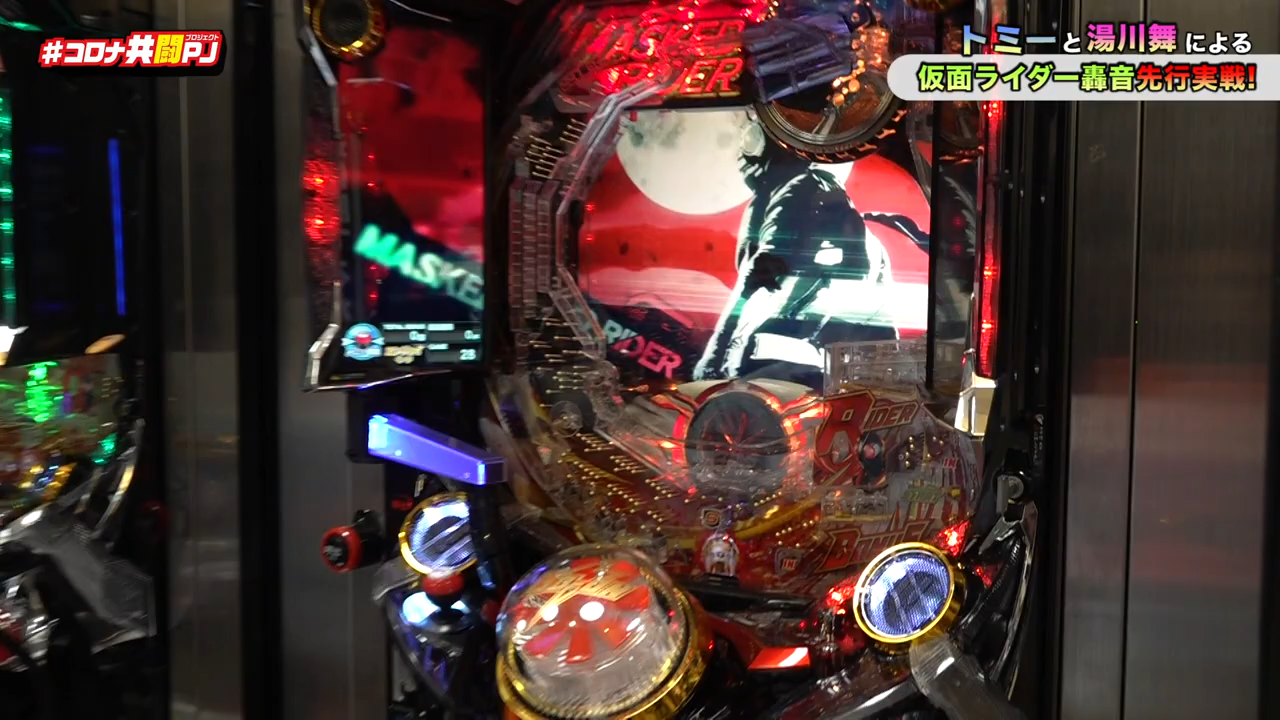 プロジェクト
#コロナ共闘PJ
トミーと湯川舞による
仮面ライダー轟音先行実戦!
MASKED
RIDER
MASKE
RIDER
23
RIDER